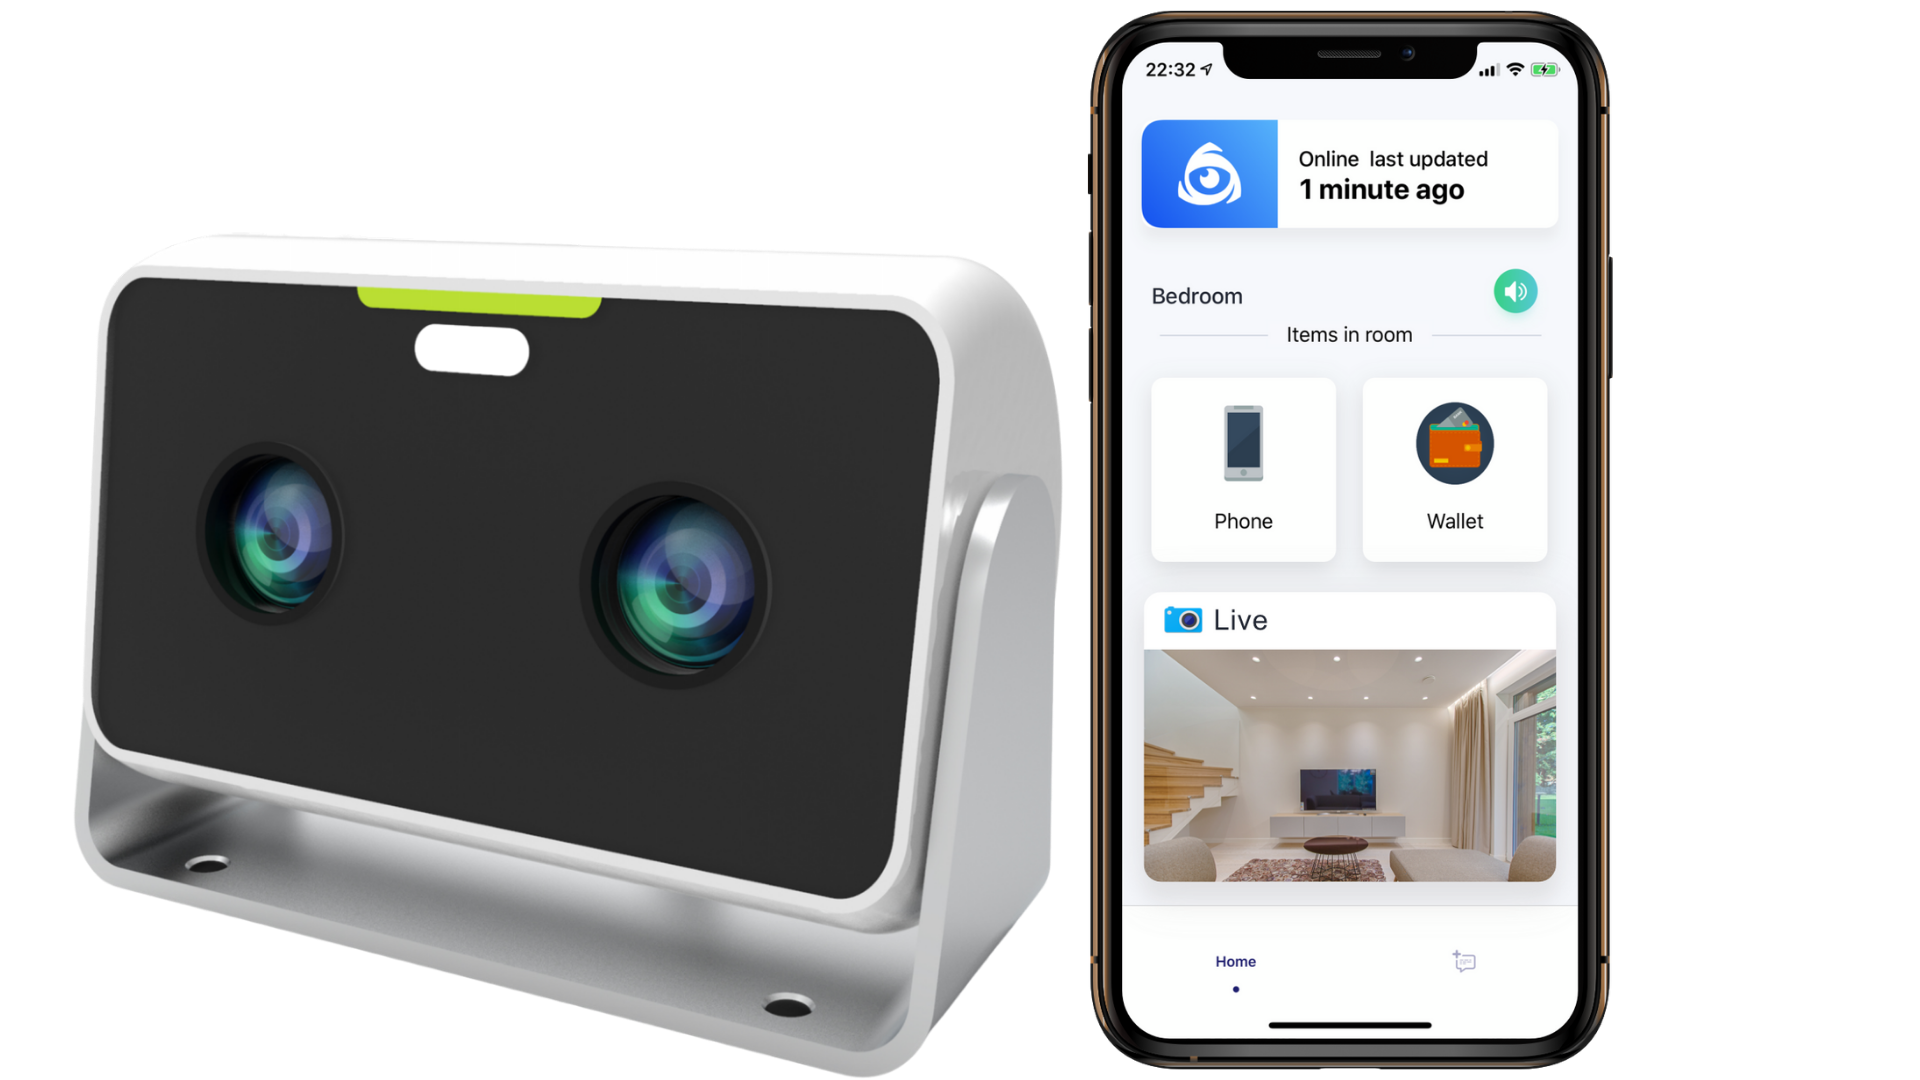 22:32
Online last updated
1 minute ago
Bedroom
Items in room
Phone
Wallet
Live
Home